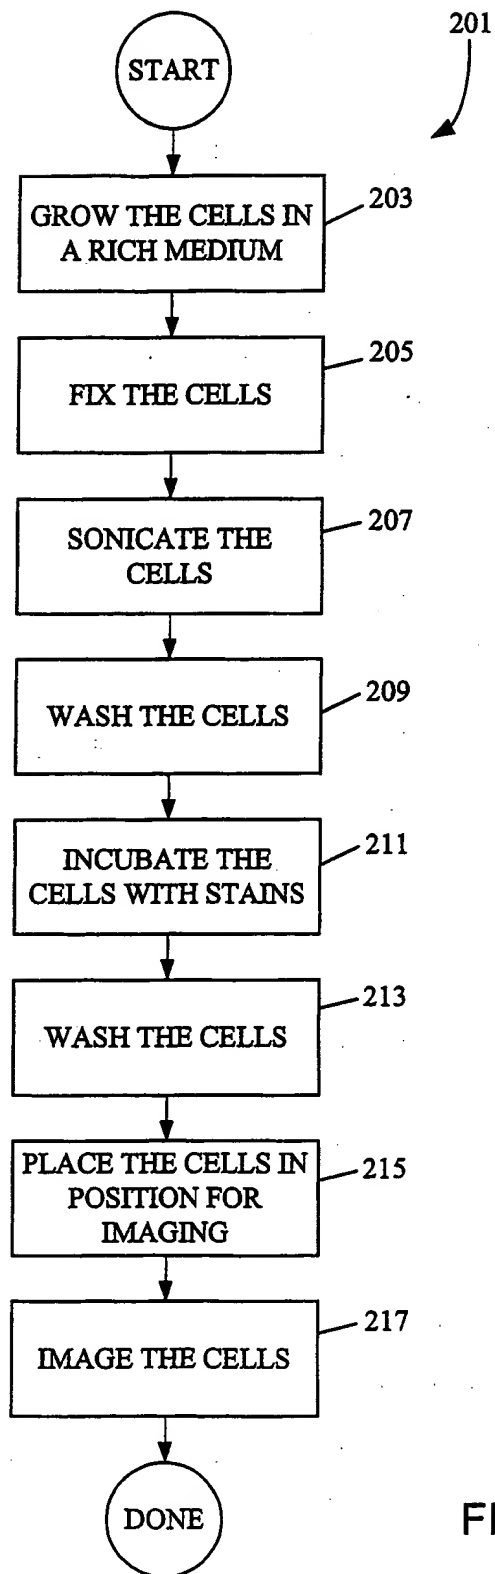 201
START
GROW THE CELLS IN
A RICH MEDIUM
203
FIX THE CELLS
205
SONICATE THE
CELLS
207
WASH THE CELLS
209
INCUBATE THE
CELLS WITH STAINS
211
WASH THE CELLS
213
PLACE THE CELLS IN
POSITION FOR
IMAGING
215
IMAGE THE CELLS
217
DONE